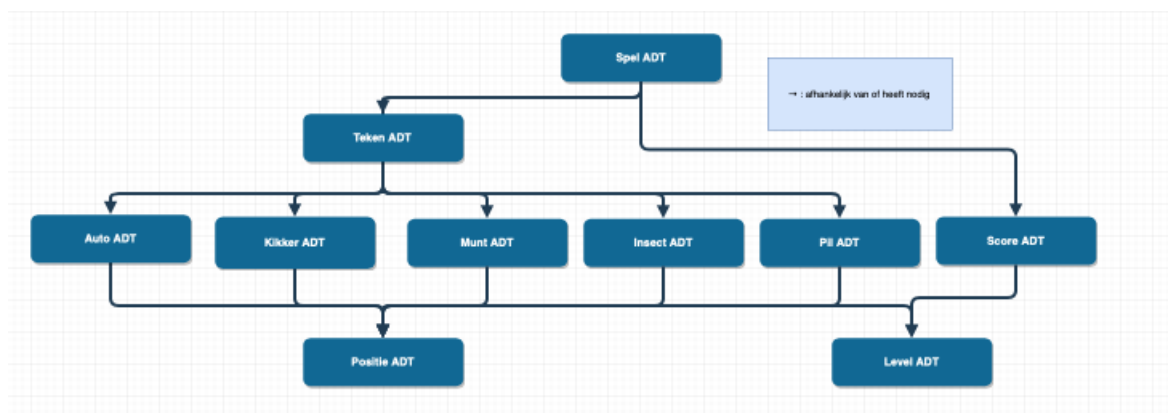 Spel ADT
→ : afhankelijk van of heeft nodig
Teken ADT
Auto ADT
Kikker ADT
Munt ADT
Insect ADT
Pil ADT
Score ADT
Positie ADT
Level ADT